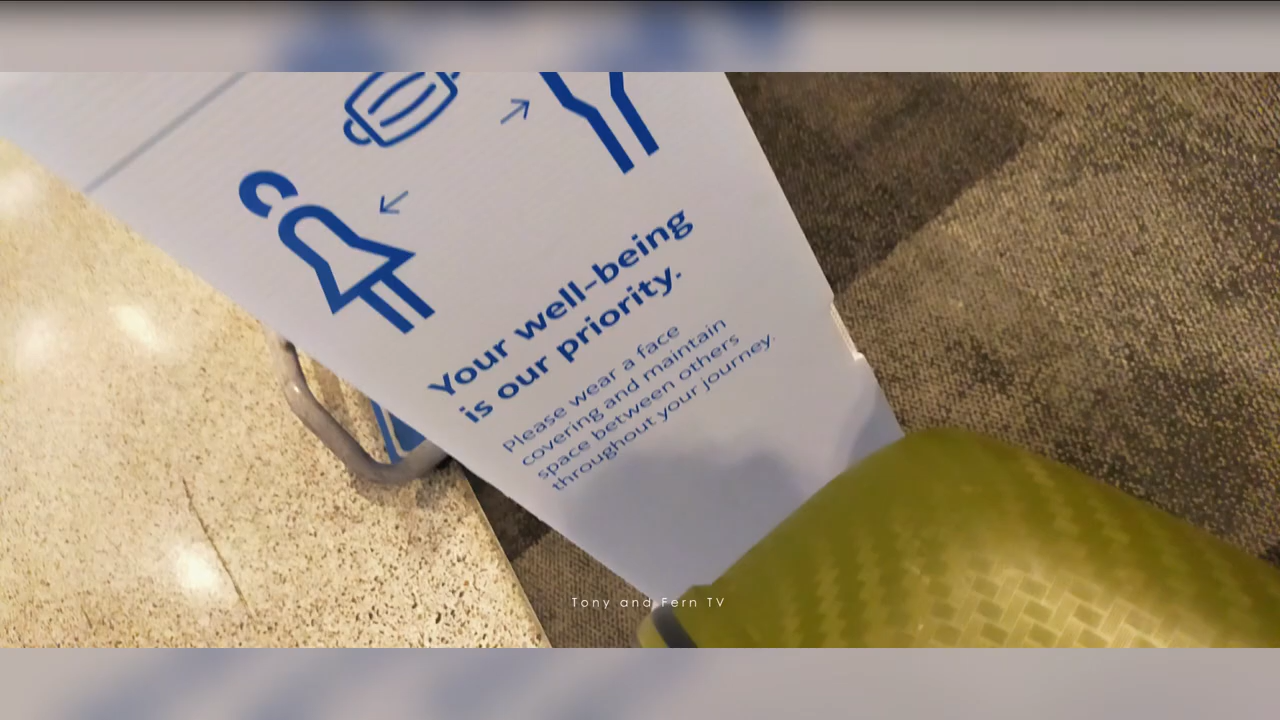 Your well-being
is our priority.
Please wear a face
covering and maintain
space between others
throughout your journey.
Tony and Fern TV